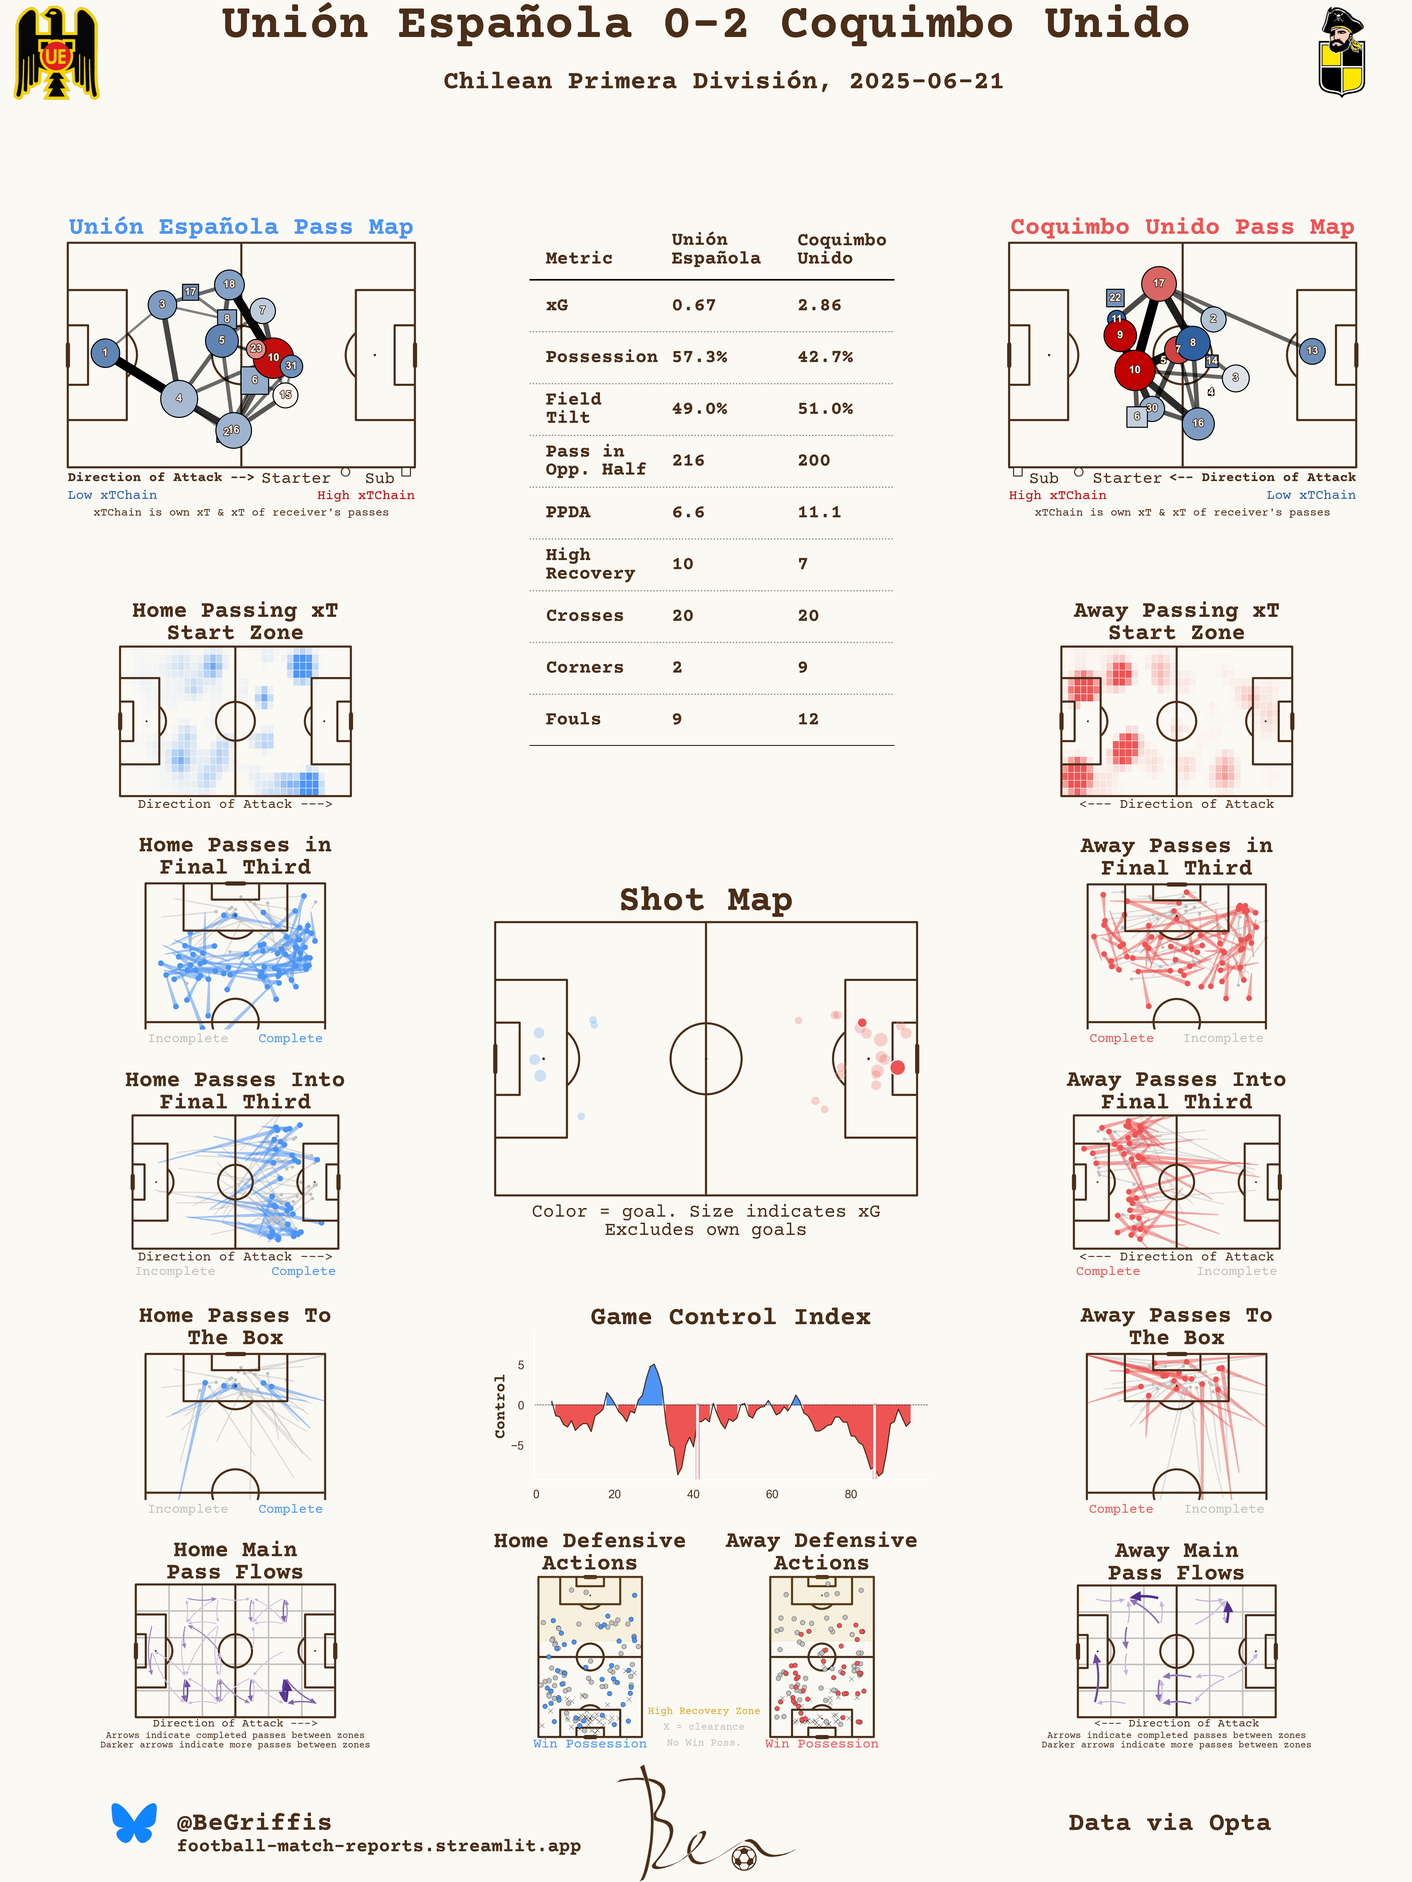 Unión Española 0-2 Coquimbo Unido
Chilean Primera División, 2025-06-21
UE
Unión Española Pass Map
1
3
17
18
8
7
5
23
10
31
6
15
4
16
Direction of Attack --> Starter Sub
Low xTChain High xTChain
xTChain is own xT & xT of receiver's passes
Metric Unión Española Coquimbo Unido
xG 0.67 2.86
Possession 57.3% 42.7%
Field Tilt 49.0% 51.0%
Pass in Opp. Half 216 200
PPDA 6.6 11.1
High Recovery 10 7
Crosses 20 20
Corners 2 9
Fouls 9 12
Coquimbo Unido Pass Map
17
22
11
9
2
7
8
13
5
14
10
3
4
6
30
16
Sub Starter <-- Direction of Attack
High xTChain Low xTChain
xTChain is own xT & xT of receiver's passes
Home Passing xT
Start Zone
Direction of Attack --->
Away Passing xT
Start Zone
<--- Direction of Attack
Home Passes in
Final Third
Incomplete Complete
Away Passes in
Final Third
Complete Incomplete
Shot Map
Color = goal. Size indicates xG
Excludes own goals
Home Passes Into
Final Third
Direction of Attack --->
Incomplete Complete
Away Passes Into
Final Third
<--- Direction of Attack
Complete Incomplete
Home Passes To
The Box
Incomplete Complete
Game Control Index
Control
5
0
−5
0 20 40 60 80
Away Passes To
The Box
Complete Incomplete
Home Main
Pass Flows
Direction of Attack --->
Arrows indicate completed passes between zones
Darker arrows indicate more passes between zones
Home Defensive
Actions
Win Possession
High Recovery Zone
X = clearance
No Win Poss.
Away Defensive
Actions
Win Possession
Away Main
Pass Flows
<--- Direction of Attack
Arrows indicate completed passes between zones
Darker arrows indicate more passes between zones
@BeGriffis
football-match-reports.streamlit.app
Ben
Data via Opta